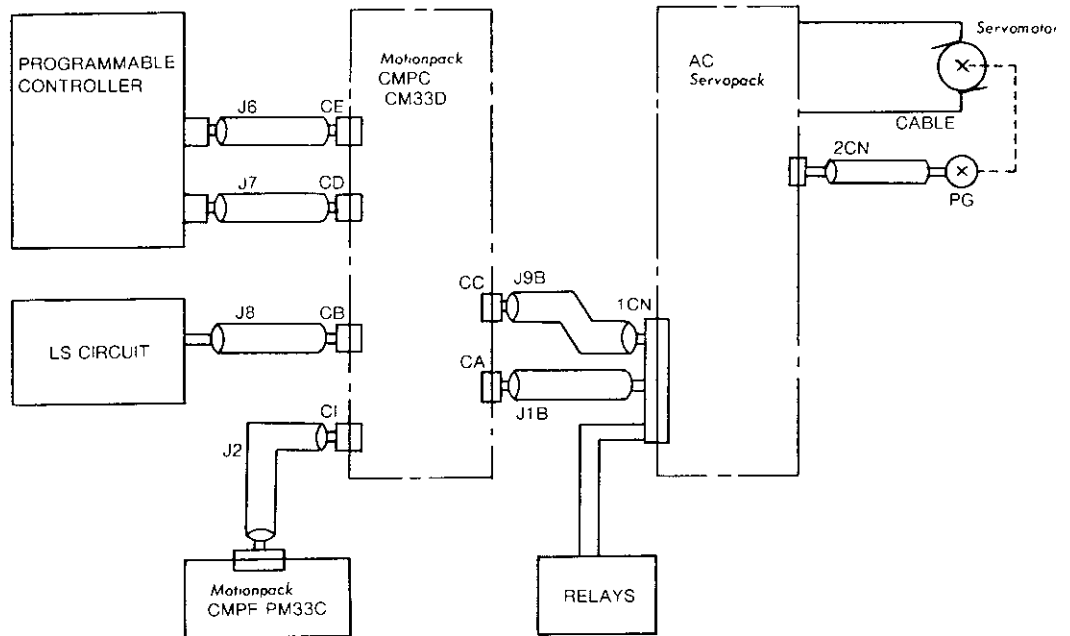 PROGRAMMABLE
CONTROLLER
J6
CE
J7
CD
Motionpack
CMPC
CM33D
AC
Servopack
Servomotor
CABLE
2CN
PG
LS CIRCUIT
J8
CB
CC
J9B
1CN
CA
J1B
CI
J2
Motionpack
CMPF PM33C
RELAYS